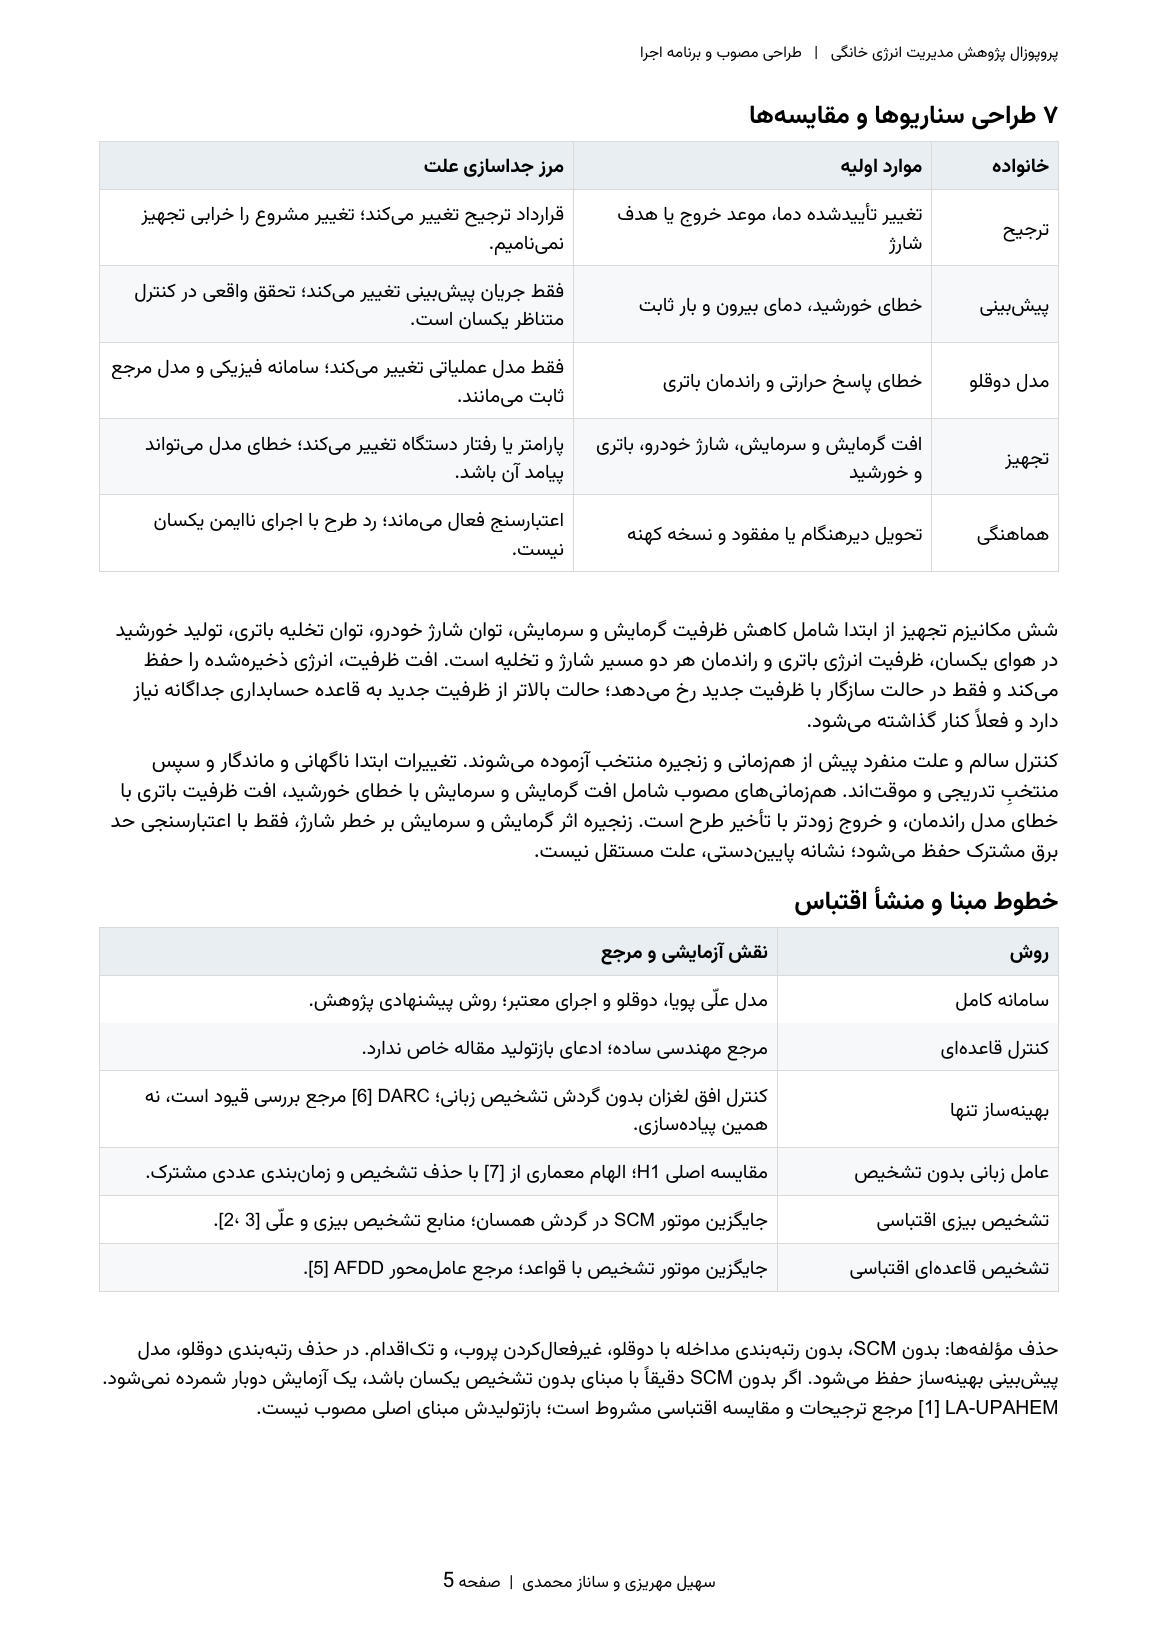 پروپوزال پژوهش مدیریت انرژی خانگی | طراحی مصوب و برنامه اجرا
۷ طراحی سناریوها و مقایسه‌ها
خانواده موارد اولیه مرز جداسازی علت
ترجیح تغییر تأییدشده دما، موعد خروج یا هدف
شارژ
قرارداد ترجیح تغییر می‌کند؛ تغییر مشروع را خرابی تجهیز
نمی‌نامیم.
پیش‌بینی خطای خورشید، دمای بیرون و بار ثابت
فقط جریان پیش‌بینی تغییر می‌کند؛ تحقق واقعی در کنترل
متناظر یکسان است.
مدل دوقلو خطای پاسخ حرارتی و راندمان باتری
فقط مدل عملیاتی تغییر می‌کند؛ سامانه فیزیکی و مدل مرجع
ثابت می‌مانند.
تجهیز افت گرمایش و سرمایش، شارژ خودرو، باتری
و خورشید
پارامتر یا رفتار دستگاه تغییر می‌کند؛ خطای مدل می‌تواند
پیامد آن باشد.
هماهنگی تحویل دیرهنگام یا مفقود و نسخه کهنه
اعتبارسنج فعال می‌ماند؛ رد طرح با اجرای ناایمن یکسان
نیست.
شش مکانیزم تجهیز از ابتدا شامل کاهش ظرفیت گرمایش و سرمایش، توان شارژ خودرو، توان تخلیه باتری، تولید خورشید
در هوای یکسان، ظرفیت انرژی باتری و راندمان هر دو مسیر شارژ و تخلیه است. افت ظرفیت، انرژی ذخیره‌شده را حفظ
می‌کند و فقط در حالت سازگار با ظرفیت جدید رخ می‌دهد؛ حالت بالاتر از ظرفیت جدید به قاعده حسابداری جداگانه نیاز
دارد و فعلاً کنار گذاشته می‌شود.
کنترل سالم و علت منفرد پیش از هم‌زمانی و زنجیره منتخب آزموده می‌شوند. تغییرات ابتدا ناگهانی و ماندگار و سپس
منتخبِ تدریجی و موقت‌اند. هم‌زمانی‌های مصوب شامل افت گرمایش و سرمایش با خطای خورشید، افت ظرفیت باتری با
خطای مدل راندمان، و خروج زودتر با تأخیر طرح است. زنجیره اثر گرمایش و سرمایش بر خطر شارژ، فقط با اعتبارسنجی حد
برق مشترک حفظ می‌شود؛ نشانه پایین‌دستی، علت مستقل نیست.
خطوط مبنا و منشأ اقتباس
روش نقش آزمایشی و مرجع
سامانه کامل مدل علّی پویا، دوقلو و اجرای معتبر؛ روش پیشنهادی پژوهش.
کنترل قاعده‌ای مرجع مهندسی ساده؛ ادعای بازتولید مقاله خاص ندارد.
بهینه‌ساز تنها کنترل افق لغزان بدون گردش تشخیص زبانی؛ DARC [6] مرجع بررسی قیود است، نه
همین پیاده‌سازی.
عامل زبانی بدون تشخیص مقایسه اصلی H1؛ الهام معماری از [7] با حذف تشخیص و زمان‌بندی عددی مشترک.
تشخیص بیزی اقتباسی جایگزین موتور SCM در گردش همسان؛ منابع تشخیص بیزی و علّی [2، 3].
تشخیص قاعده‌ای اقتباسی جایگزین موتور تشخیص با قواعد؛ مرجع عامل‌محور AFDD [5].
حذف مؤلفه‌ها: بدون SCM، بدون رتبه‌بندی مداخله با دوقلو، غیرفعال‌کردن پروب، و تک‌اقدام. در حذف رتبه‌بندی دوقلو، مدل
پیش‌بینی بهینه‌ساز حفظ می‌شود. اگر بدون SCM دقیقاً با مبنای بدون تشخیص یکسان باشد، یک آزمایش دوبار شمرده نمی‌شود.
LA-UPAHEM [1] مرجع ترجیحات و مقایسه اقتباسی مشروط است؛ بازتولیدش مبنای اصلی مصوب نیست.
سهیل مهریزی و ساناز محمدی | صفحه 5